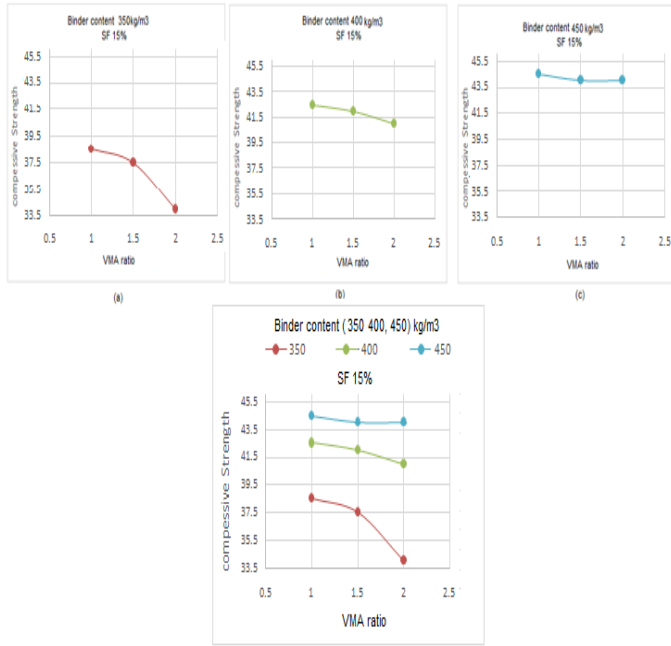 Binder content 350kg/m3
SF 15%
45.5
43.5
41.5
39.5
37.5
35.5
33.5
compessive Strength
0.5 1 1.5 2 2.5
VMA ratio
(a)
Binder content 400 kg/m3
SF 15%
45.5
43.5
41.5
39.5
37.5
35.5
33.5
compessive Strength
0.5 1 1.5 2 2.5
VMA ratio
(b)
Binder content 450 kg/m3
SF 15%
45.5
43.5
41.5
39.5
37.5
35.5
33.5
compessive Strength
0.5 1 1.5 2 2.5
VMA ratio
(c)
Binder content ( 350 400, 450) kg/m3
350 400 450
SF 15%
45.5
43.5
41.5
39.5
37.5
35.5
33.5
compessive Strength
0.5 1 1.5 2 2.5
VMA ratio